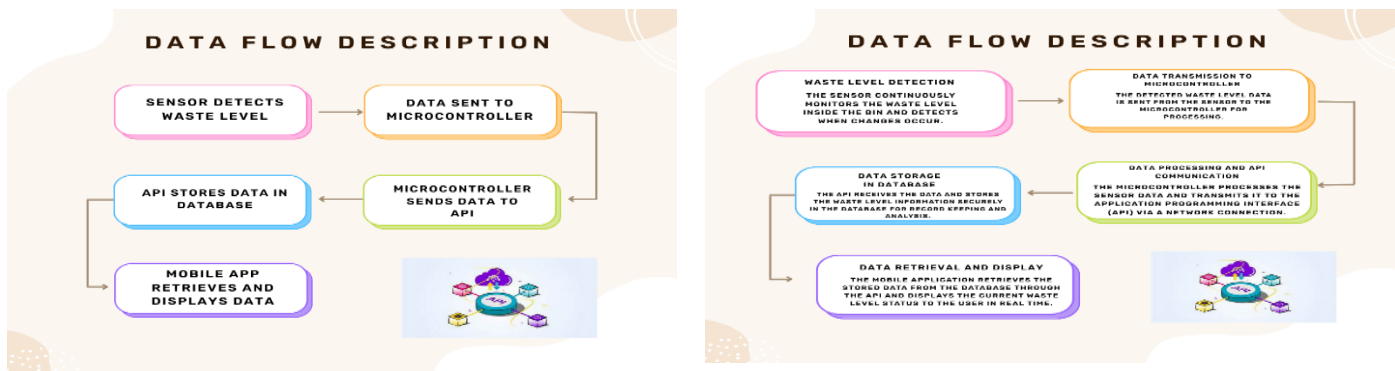 DATA FLOW DESCRIPTION
SENSOR DETECTS
WASTE LEVEL
DATA SENT TO
MICROCONTROLLER
MICROCONTROLLER
SENDS DATA TO
API
API STORES DATA IN
DATABASE
MOBILE APP
RETRIEVES AND
DISPLAYS DATA
API
DATA FLOW DESCRIPTION
WASTE LEVEL DETECTION
THE SENSOR CONTINUOUSLY
MONITORS THE WASTE LEVEL
INSIDE THE BIN AND DETECTS
WHEN CHANGES OCCUR.
DATA TRANSMISSION TO
MICROCONTROLLER
THE DETECTED WASTE LEVEL DATA
IS SENT FROM THE SENSOR TO THE
MICROCONTROLLER FOR
PROCESSING.
DATA PROCESSING AND API
COMMUNICATION
THE MICROCONTROLLER PROCESSES THE
SENSOR DATA AND TRANSMITS IT TO THE
APPLICATION PROGRAMMING INTERFACE
(API) VIA A NETWORK CONNECTION.
DATA STORAGE
IN DATABASE
THE API RECEIVES THE DATA AND STORES
THE WASTE LEVEL INFORMATION SECURELY
IN THE DATABASE FOR RECORD KEEPING AND
ANALYSIS.
DATA RETRIEVAL AND DISPLAY
THE MOBILE APPLICATION RETRIEVES THE
STORED DATA FROM THE DATABASE THROUGH
THE API AND DISPLAYS THE CURRENT WASTE
LEVEL STATUS TO THE USER IN REAL TIME.
API